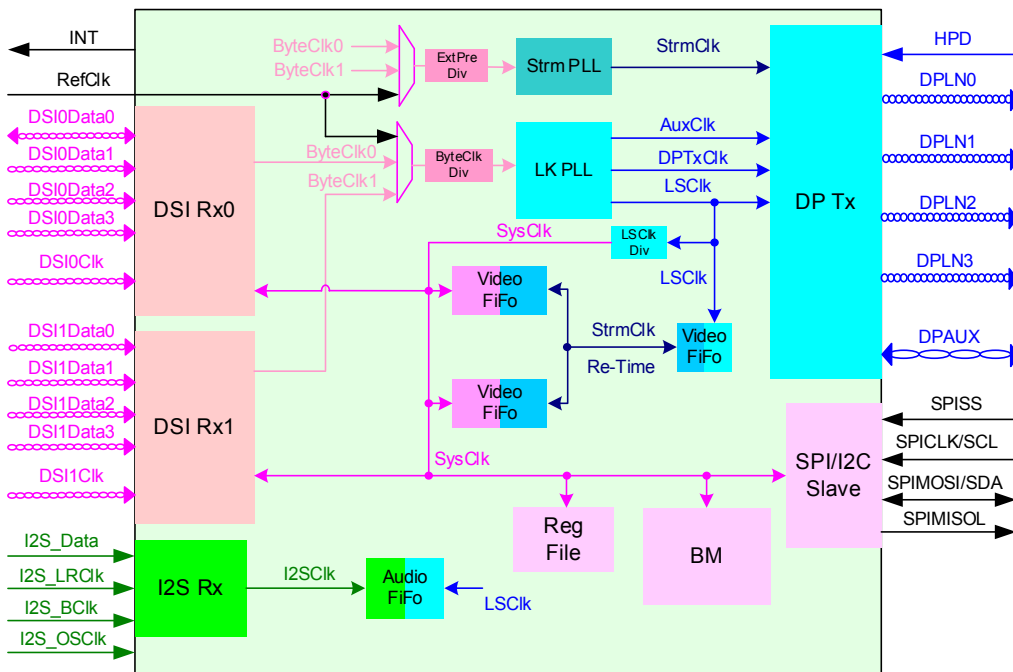 INT
RefClk
DSI0Data0
DSI0Data1
DSI0Data2
DSI0Data3
DSI0Clk
DSI1Data0
DSI1Data1
DSI1Data2
DSI1Data3
DSI1Clk
I2S_Data
I2S_LRClk
I2S_BClk
I2S_OSClk
DSI Rx0
DSI Rx1
I2S Rx
ByteClk0
ByteClk1
ExtPre
Div
Strm PLL
StrmClk
ByteClk0
ByteClk1
ByteClk
Div
LK PLL
AuxClk
DPTxClk
LSClk
SysClk
LSClk
Div
LSClk
Video
FiFo
StrmClk
Re-Time
Video
FiFo
Video
FiFo
SysClk
Reg
File
BM
I2SClk
Audio
FiFo
LSClk
DP Tx
SPI/I2C
Slave
HPD
DPLN0
DPLN1
DPLN2
DPLN3
DPAUX
SPISS
SPICLK/SCL
SPIMOSI/SDA
SPIMISOL